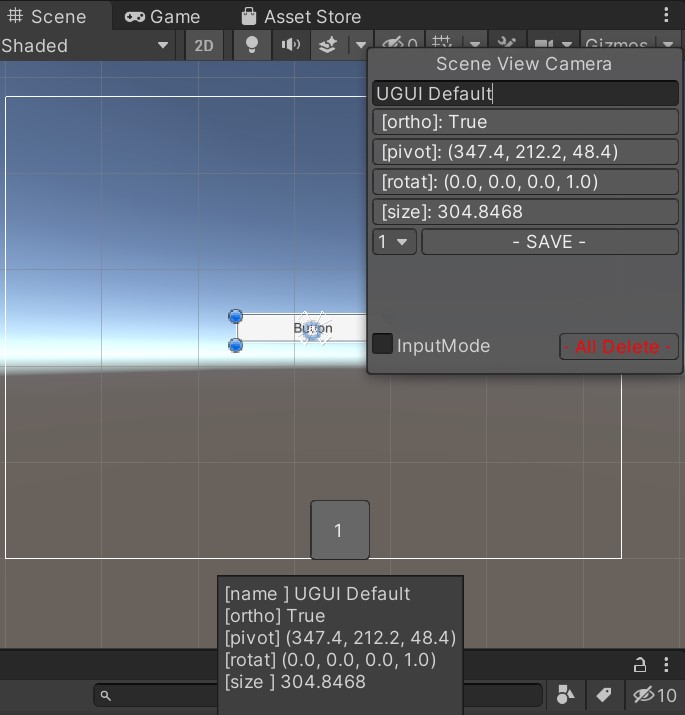 Scene
Game
Asset Store
Shaded
2D
0
Gizmos
Scene View Camera
UGUI Default
[ortho]: True
[pivot]: (347.4, 212.2, 48.4)
[rotat]: (0.0, 0.0, 0.0, 1.0)
[size]: 304.8468
1
- SAVE -
Button
InputMode
- All Delete -
1
[name ] UGUI Default
[ortho] True
[pivot] (347.4, 212.2, 48.4)
[rotat] (0.0, 0.0, 0.0, 1.0)
[size ] 304.8468
10